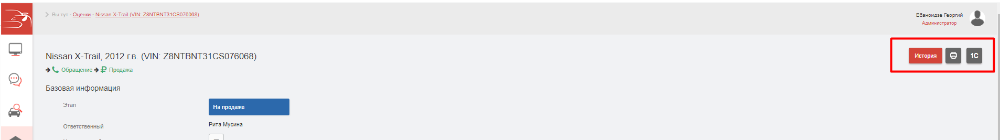 Вы тут - Оценки - Nissan X-Trail (VIN: Z8NTBNT31CS076068)
Ебаноидзе Георгий
Администратор
Nissan X-Trail, 2012 г.в. (VIN: Z8NTBNT31CS076068)
История
1С
Обращение
Продажа
Базовая информация
Этап
На продаже
Ответственный
Рита Мусина